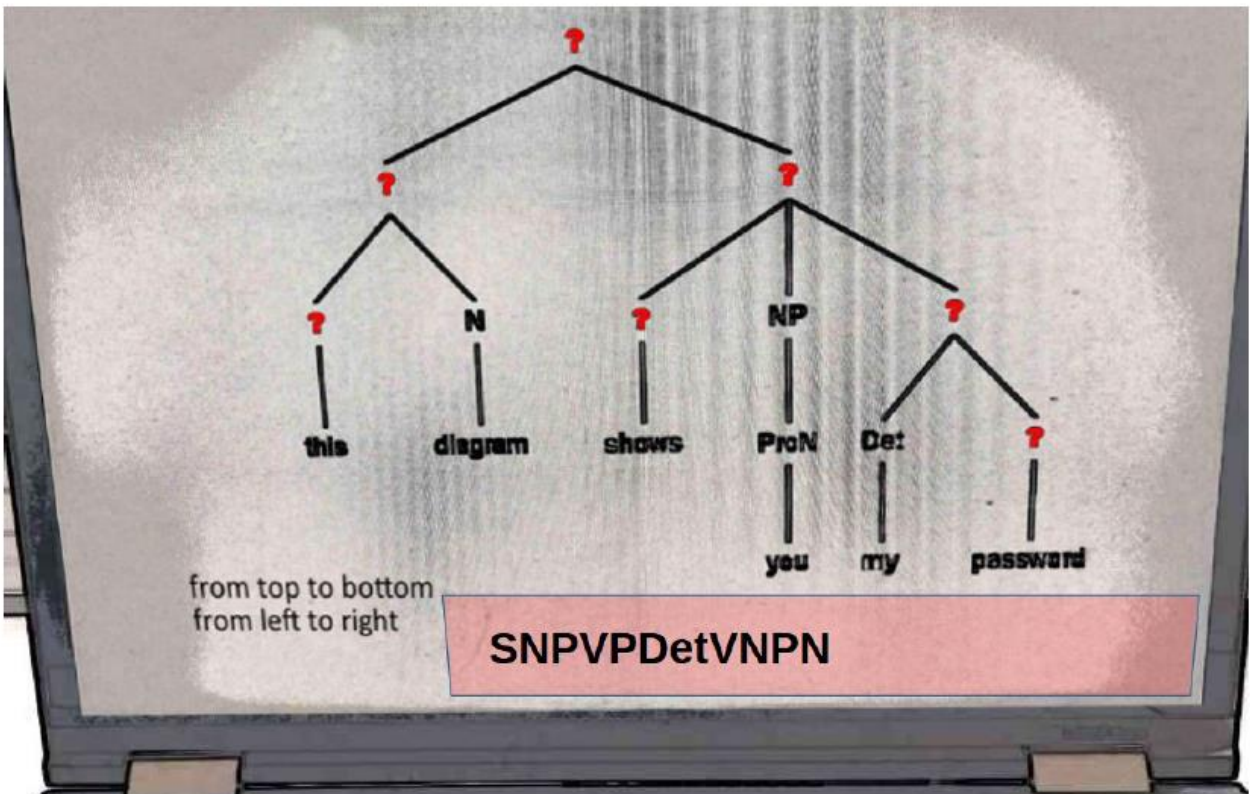 ?
? ?
? N ? NP ?
this diagram shows ProN Det ?
you my password
from top to bottom
from left to right
SNPVPDetVNPN